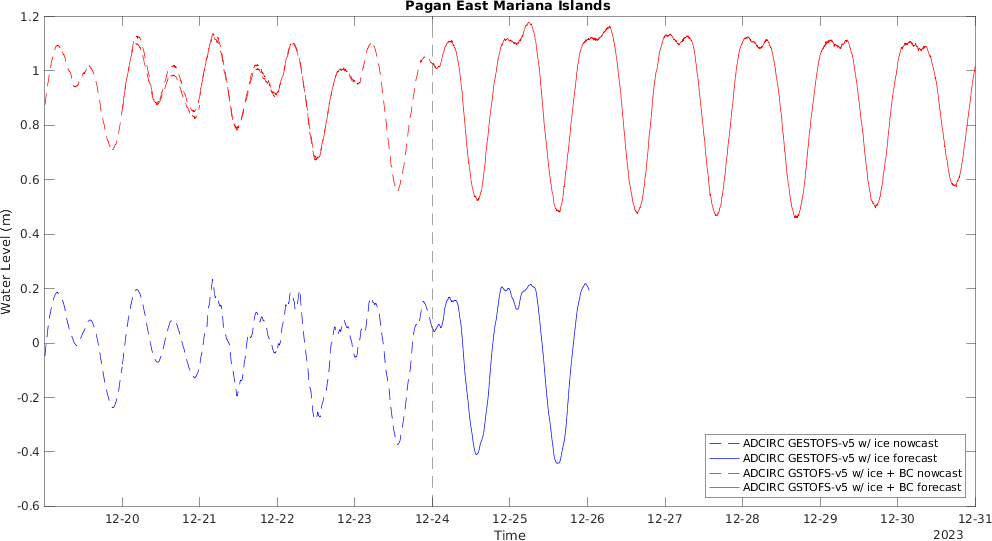 Pagan East Mariana Islands
1.2
1
0.8
0.6
0.4
0.2
0
-0.2
-0.4
-0.6
Water Level (m)
12-20 12-21 12-22 12-23 12-24 12-25 12-26 12-27 12-28 12-29 12-30 12-31
Time
2023
ADCIRC GESTOFS-v5 w/ ice nowcast
ADCIRC GESTOFS-v5 w/ ice forecast
ADCIRC GSTOFS-v5 w/ ice + BC nowcast
ADCIRC GSTOFS-v5 w/ ice + BC forecast